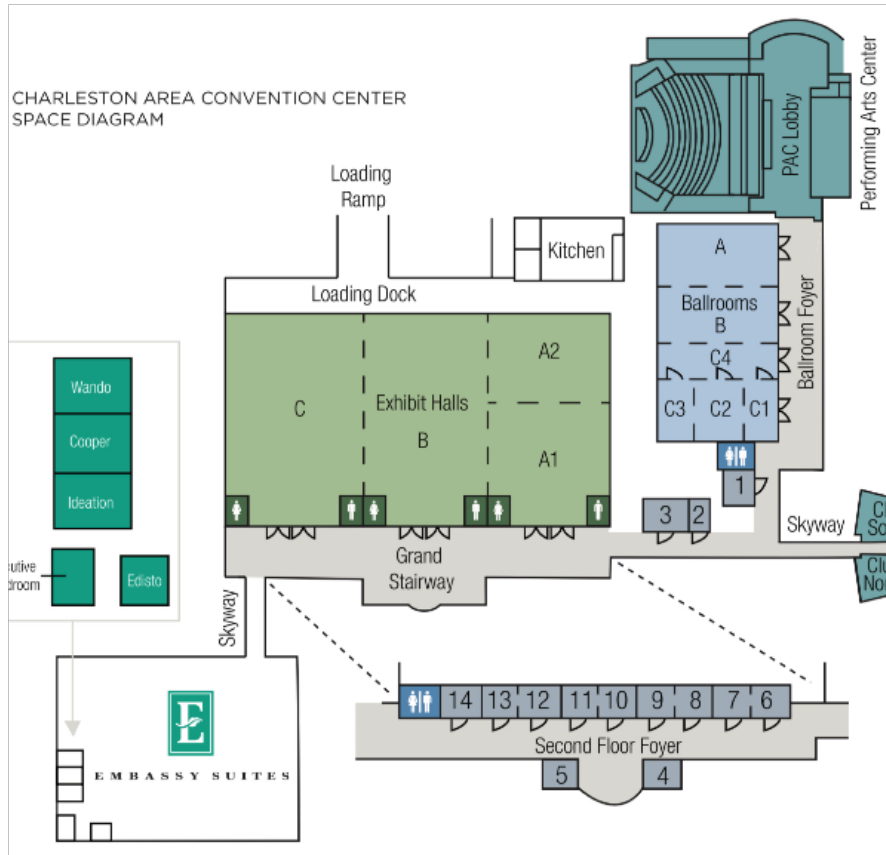 CHARLESTON AREA CONVENTION CENTER
SPACE DIAGRAM
Performing Arts Center
PAC Lobby
Loading
Ramp
Kitchen
Loading Dock
A
Ballrooms
B
C4
C3
C2
C1
Ballroom Foyer
Wando
Cooper
Ideation
Edisto
C
Exhibit Halls
B
A2
A1
1
3
2
Skyway
Grand
Stairway
Skyway
14
13
12
11
10
9
8
7
6
Second Floor Foyer
5
4
E
EMBASSY SUITES